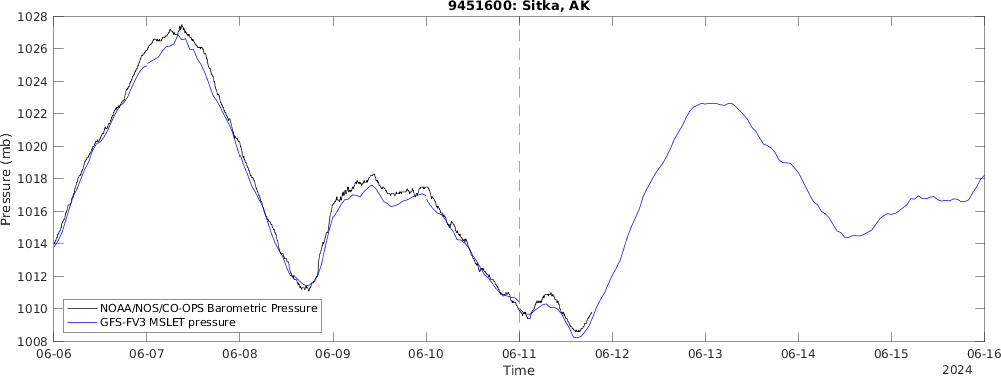 9451600: Sitka, AK
1028
1026
1024
1022
1020
1018
1016
1014
1012
1010
1008
Pressure (mb)
NOAA/NOS/CO-OPS Barometric Pressure
GFS-FV3 MSLET pressure
06-06 06-07 06-08 06-09 06-10 06-11 06-12 06-13 06-14 06-15 06-16
Time
2024